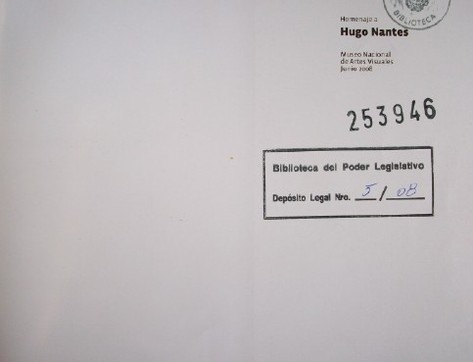 BIBLIOTECA
Homenaje a
Hugo Nantes
Museo Nacional
de Artes Visuales
Junio 2008
253946
Biblioteca del Poder Legislativo
Depósito Legal Nro. 5/08